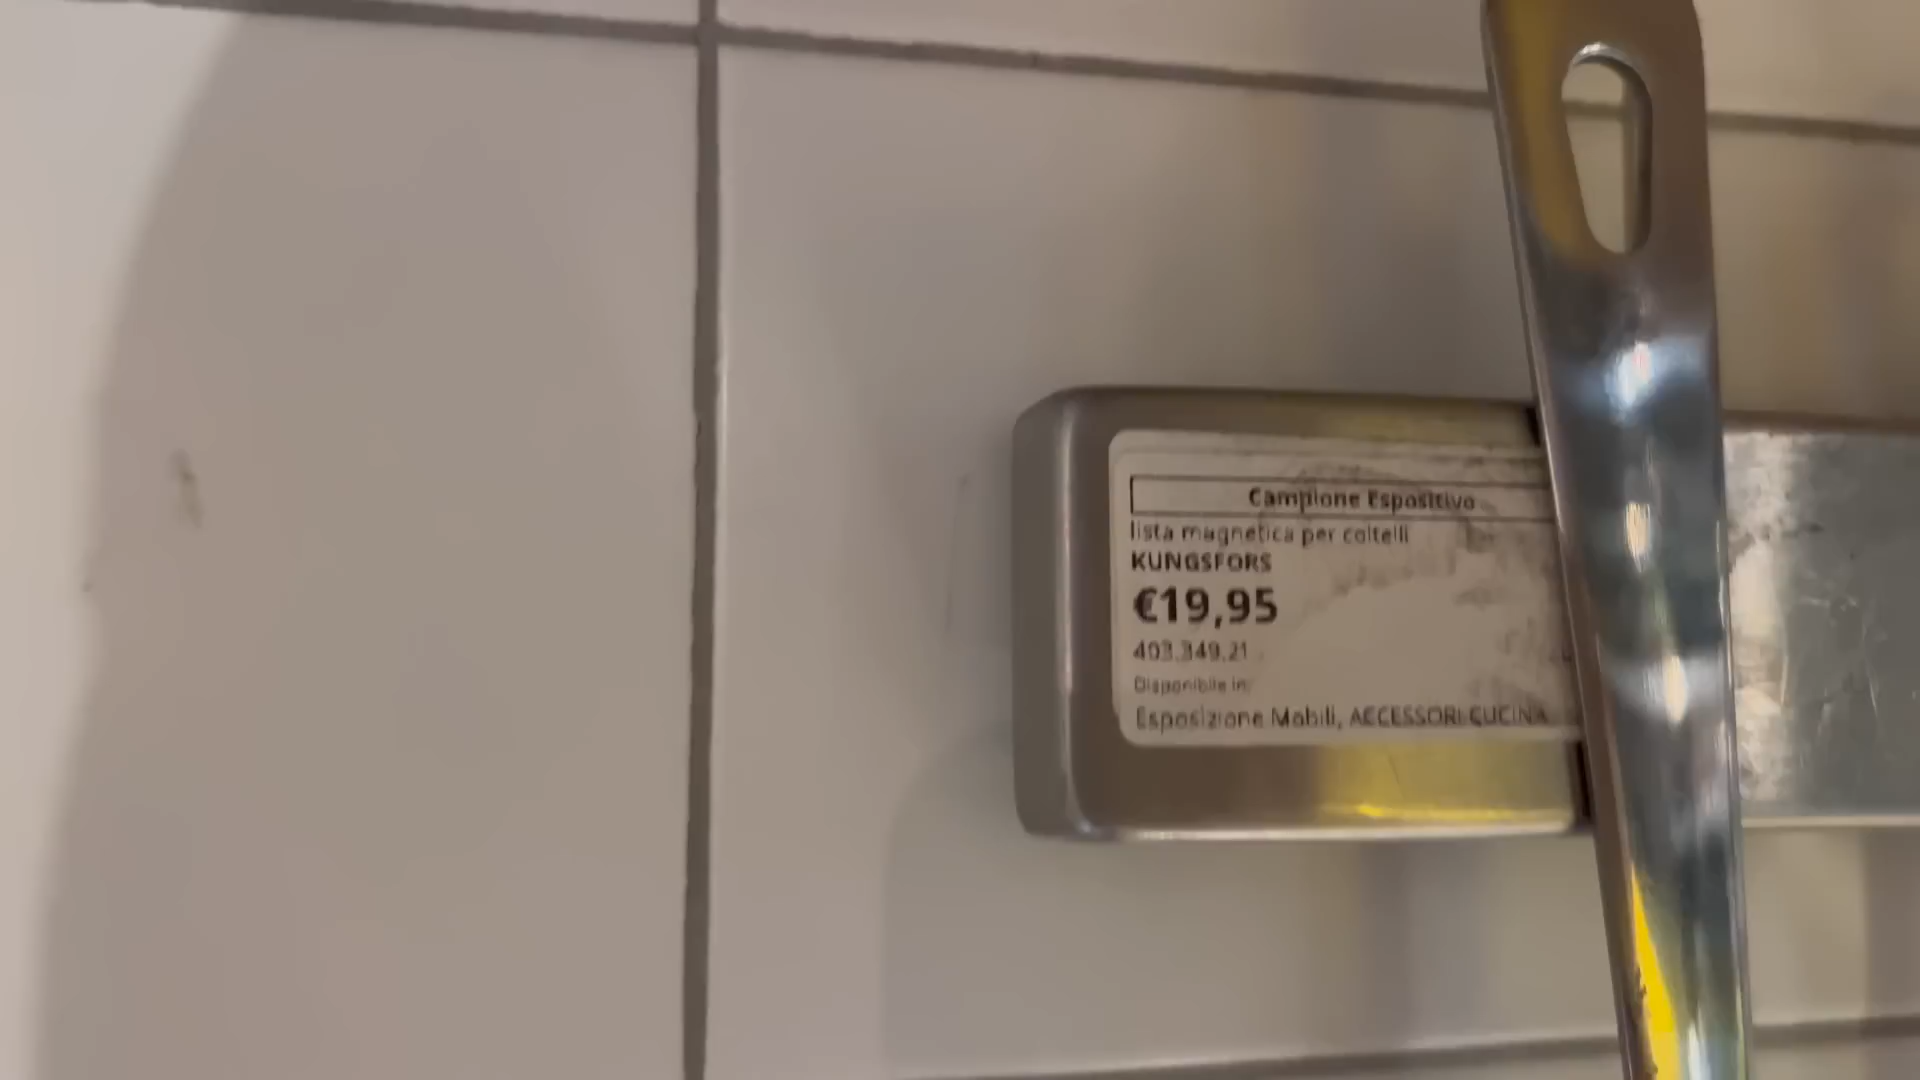 Campione Espositivo
lista magnetica per coltelli
KUNGSFORS
€19,95
403.349.21
Disponibile in:
Esposizione Mobili, ACCESSORI CUCINA